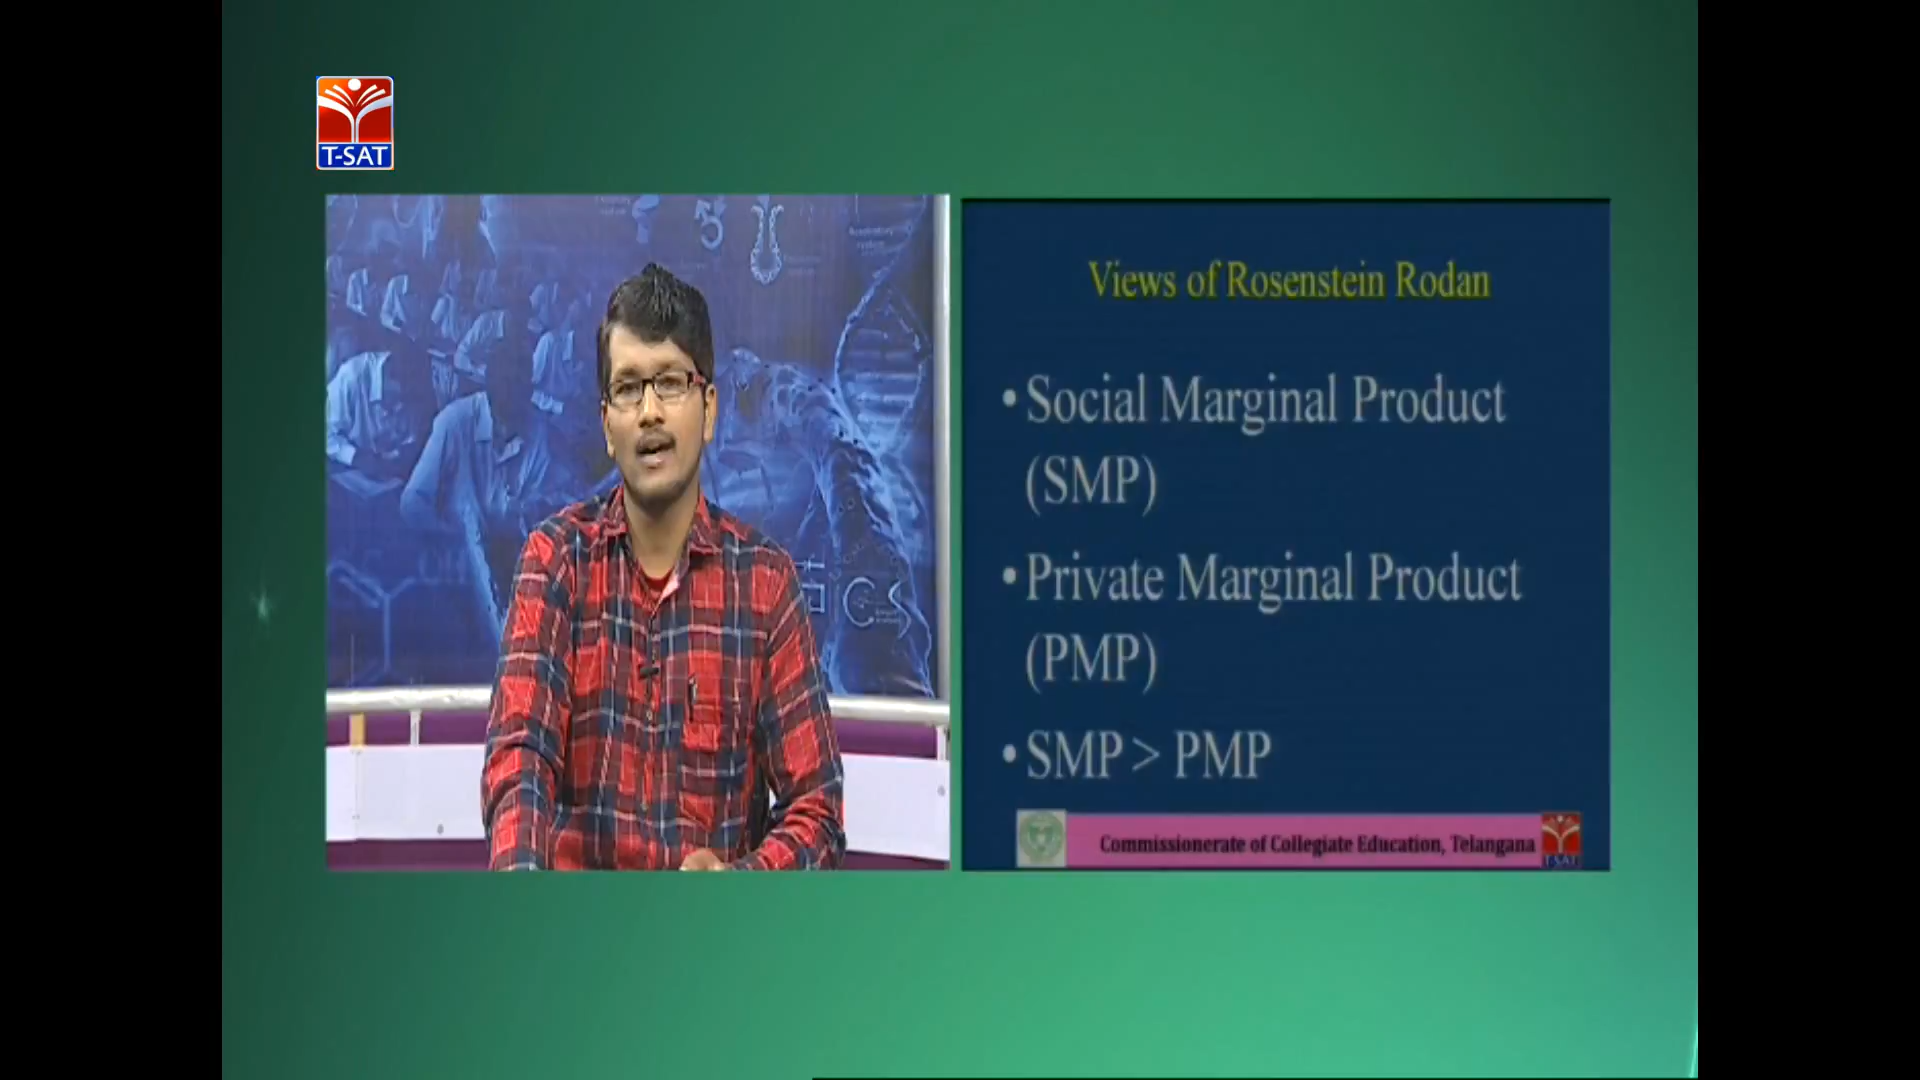 T-SAT
Views of Rosenstein Rodan
•Social Marginal Product
(SMP)
•Private Marginal Product
(PMP)
•SMP > PMP
Commissionerate of Collegiate Education, Telangana
T-SAT